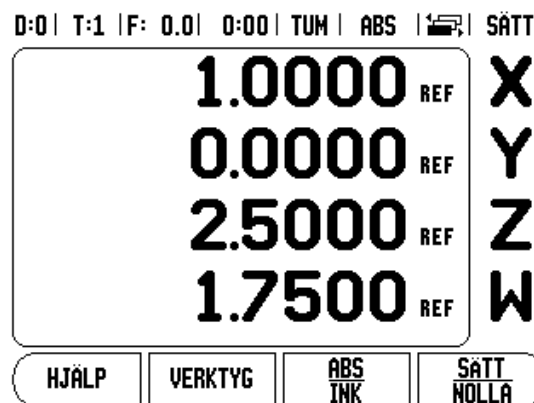 D:0 | T:1 | F: 0.0 | 0:00 | TUM | ABS | | SÄTT
1.0000 REF X
0.0000 REF Y
2.5000 REF Z
1.7500 REF W
HJÄLP VERKTYG ABS SÄTT
INK NOLLA